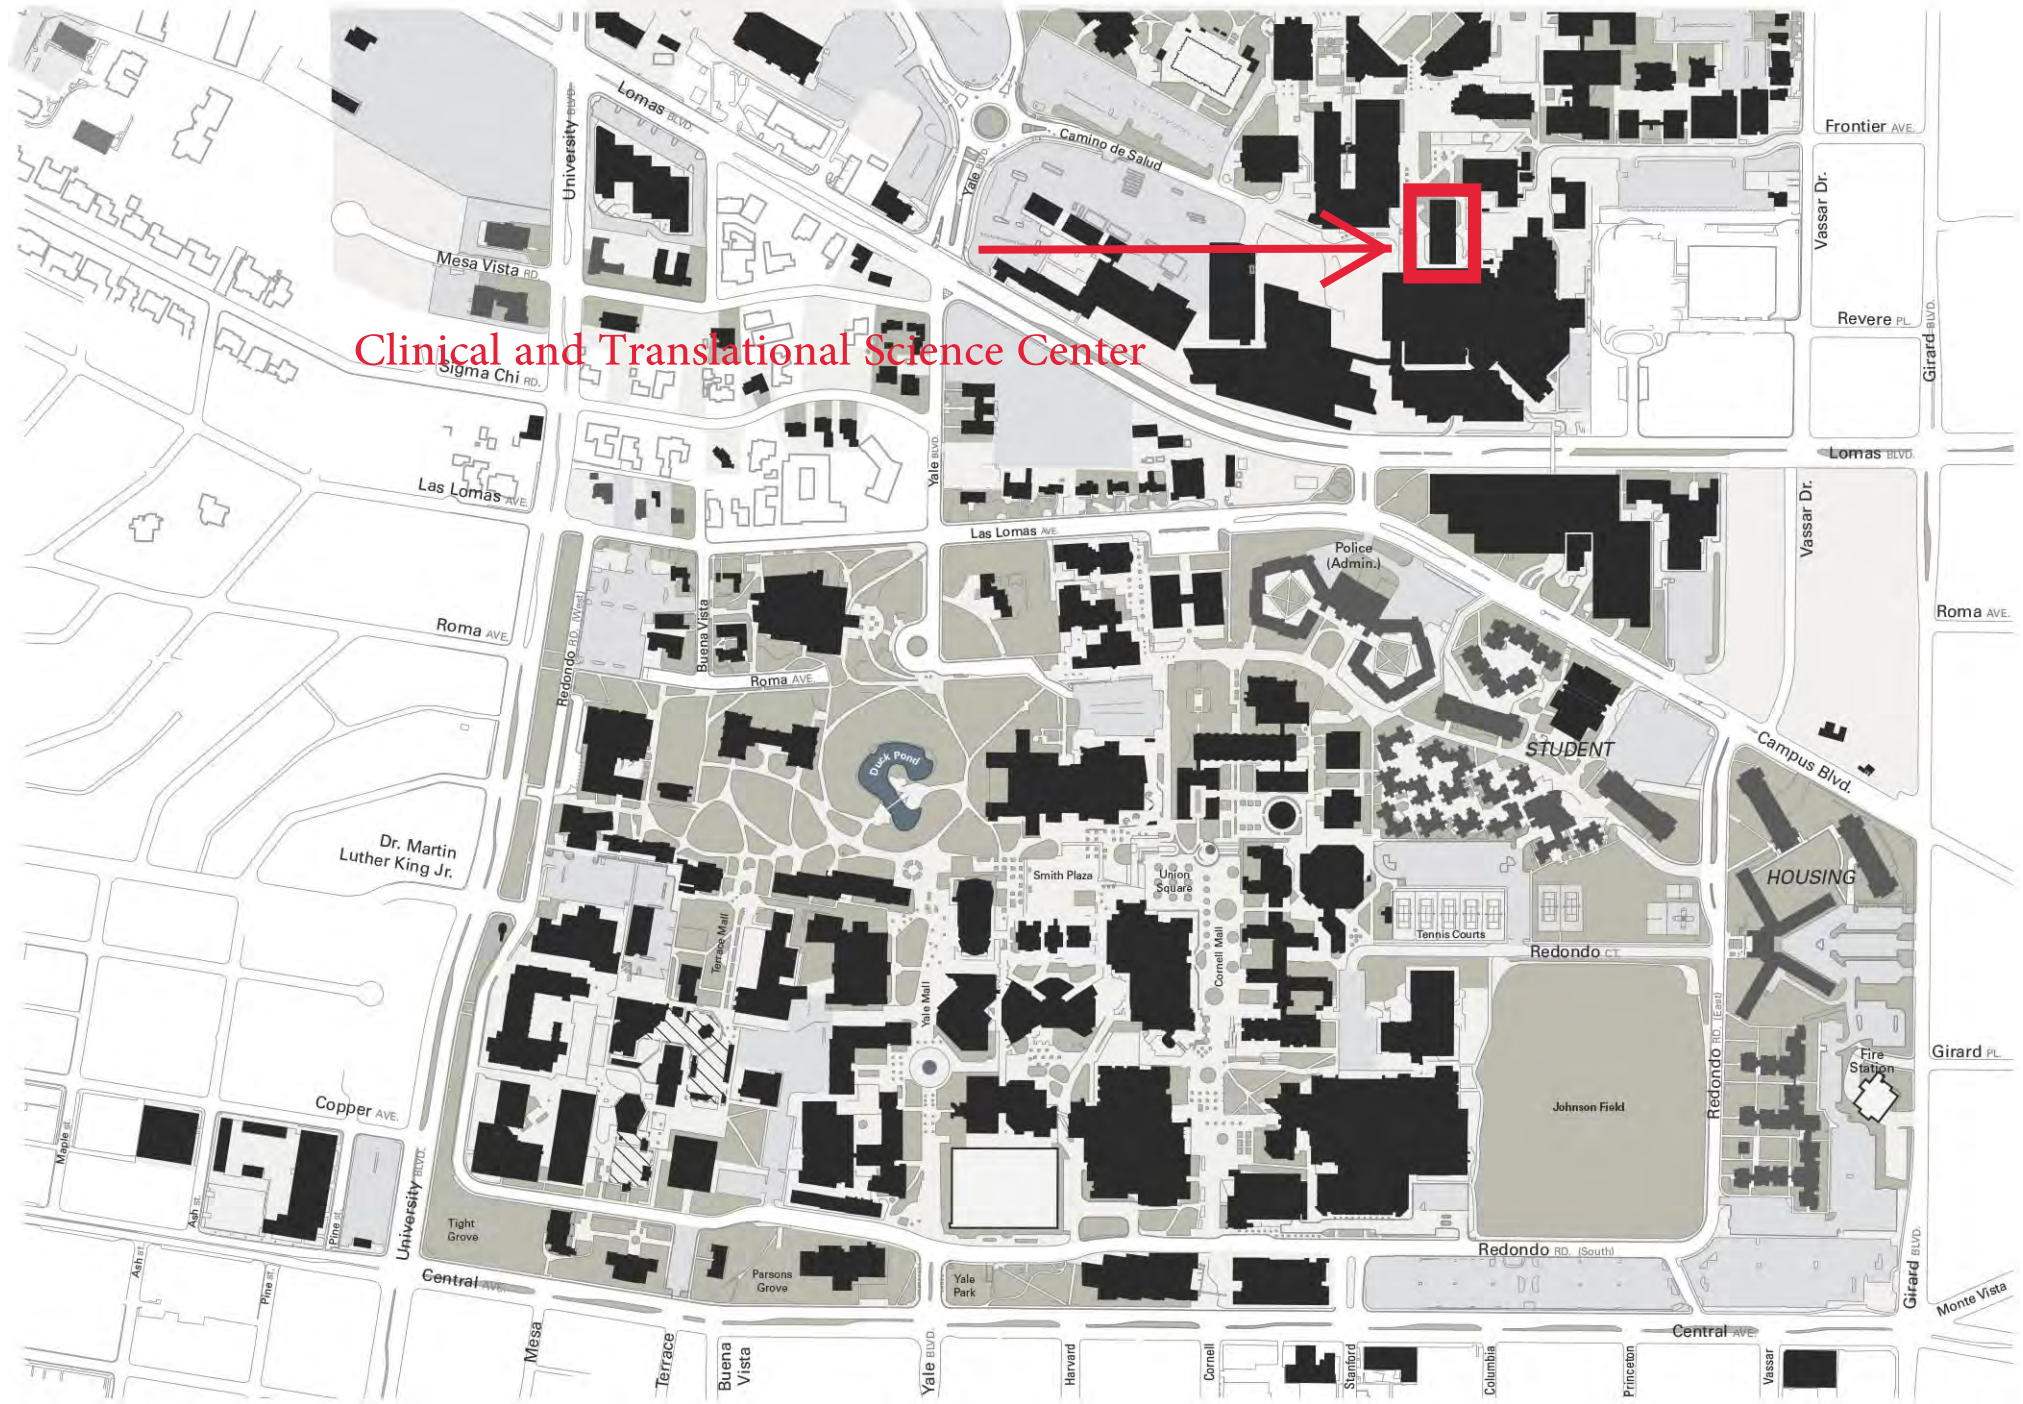 Lomas BLVD.
University BLVD.
Camino de Salud
Yale BLVD.
Frontier AVE.
Vassar Dr.
Mesa Vista RD.
Revere PL.
Girard BLVD.
Clinical and Translational Science Center
Sigma Chi RD.
Lomas BLVD.
Yale BLVD.
Las Lomas AVE.
Vassar Dr.
Las Lomas AVE.
Police
(Admin.)
Redondo RD. (West)
Buena Vista
Roma AVE.
Roma AVE.
Roma AVE.
Duck Pond
STUDENT
Campus Blvd.
Dr. Martin
Luther King Jr.
Smith Plaza
Union
Square
HOUSING
Terrace Mall
Cornell Mall
Tennis Courts
Redondo CT.
Yale Mall
Redondo RD. (East)
Girard PL.
Fire
Station
Copper AVE.
Johnson Field
Maple st.
Ash st.
Pine st.
University BLVD.
Tight
Grove
Parsons
Grove
Yale
Park
Redondo RD. (South)
Girard BLVD.
Monte Vista
Ash st.
Pine st.
Central AVE.
Central AVE.
Mesa
Terrace
Buena
Vista
Yale BLVD.
Harvard
Cornell
Stanford
Columbia
Princeton
Vassar